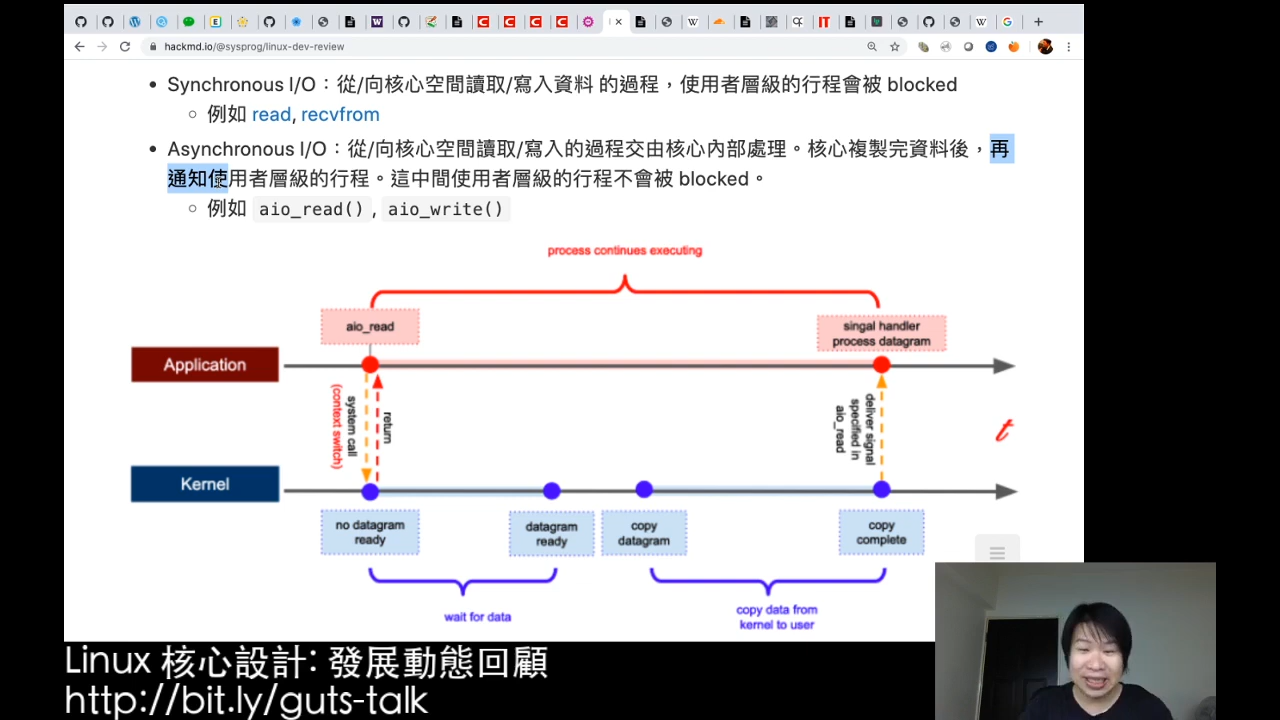 hackmd.io/@sysprog/linux-dev-review
Synchronous I/O：從/向核心空間讀取/寫入資料 的過程，使用者層級的行程會被 blocked
例如 read, recvfrom
Asynchronous I/O：從/向核心空間讀取/寫入的過程交由核心內部處理。核心複製完資料後，再
通知使用者層級的行程。這中間使用者層級的行程不會被 blocked。
例如 aio_read(), aio_write()
process continues executing
aio_read
singal handler
process datagram
Application
system call
(context switch)
return
deliver signal
specified in
aio_read
t
Kernel
no datagram
ready
datagram
ready
copy
datagram
copy
complete
wait for data
copy data from
kernel to user
Linux 核心設計: 發展動態回顧
http://bit.ly/guts-talk